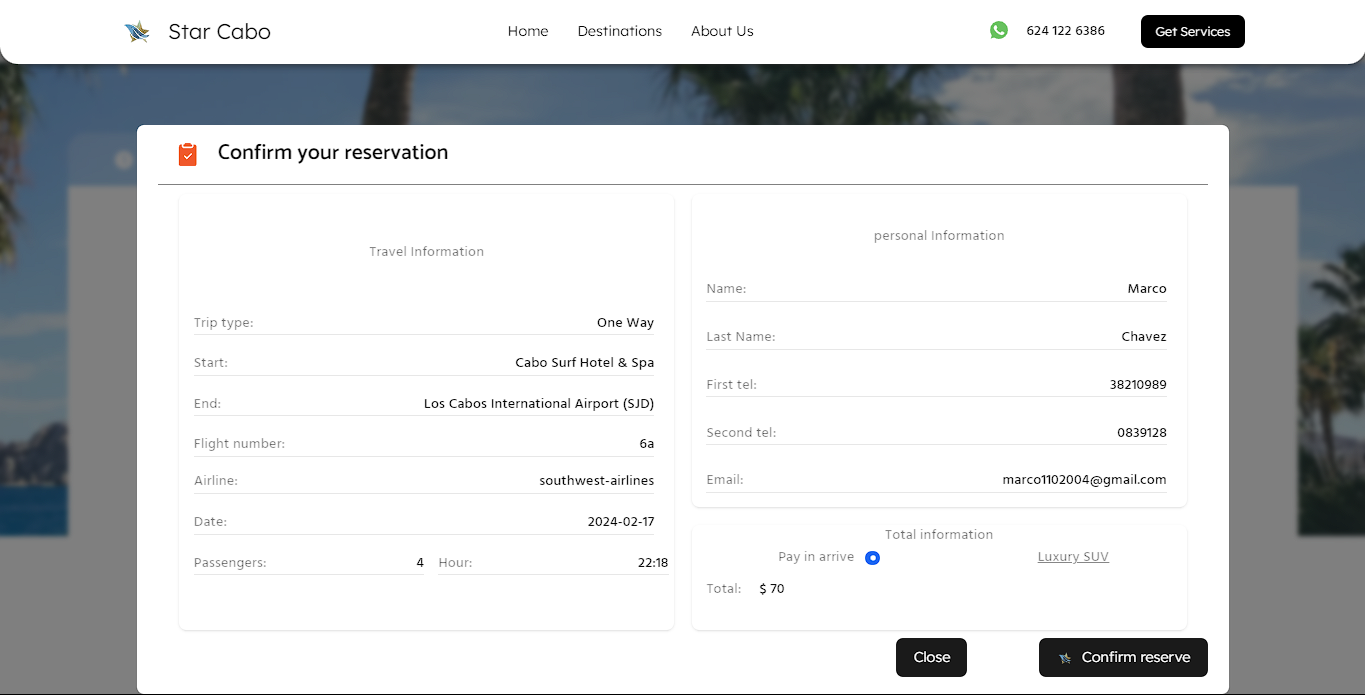 Star Cabo
Home Destinations About Us
624 122 6386
Get Services
Confirm your reservation
Travel Information
Trip type: One Way
Start: Cabo Surf Hotel & Spa
End: Los Cabos International Airport (SJD)
Flight number: 6a
Airline: southwest-airlines
Date: 2024-02-17
Passengers: 4 Hour: 22:18
personal Information
Name: Marco
Last Name: Chavez
First tel: 38210989
Second tel: 0839128
Email: marco1102004@gmail.com
Total information
Pay in arrive Luxury SUV
Total: $ 70
Close Confirm reserve